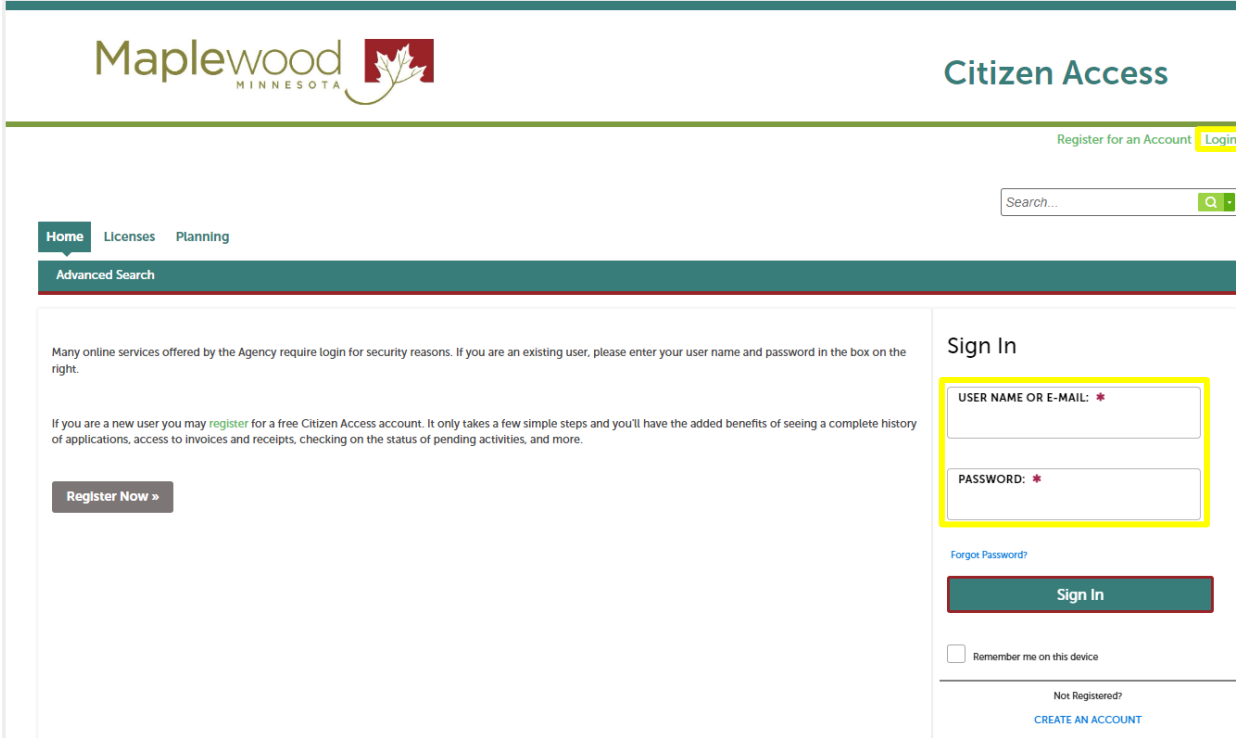 Maplewood
MINNESOTA
Citizen Access
Register for an Account Login
Search...
Home Licenses Planning
Advanced Search
Many online services offered by the Agency require login for security reasons. If you are an existing user, please enter your user name and password in the box on the
right.
If you are a new user you may register for a free Citizen Access account. It only takes a few simple steps and you'll have the added benefits of seeing a complete history
of applications, access to invoices and receipts, checking on the status of pending activities, and more.
Register Now »
Sign In
USER NAME OR E-MAIL: *
PASSWORD: *
Forgot Password?
Sign In
Remember me on this device
Not Registered?
CREATE AN ACCOUNT